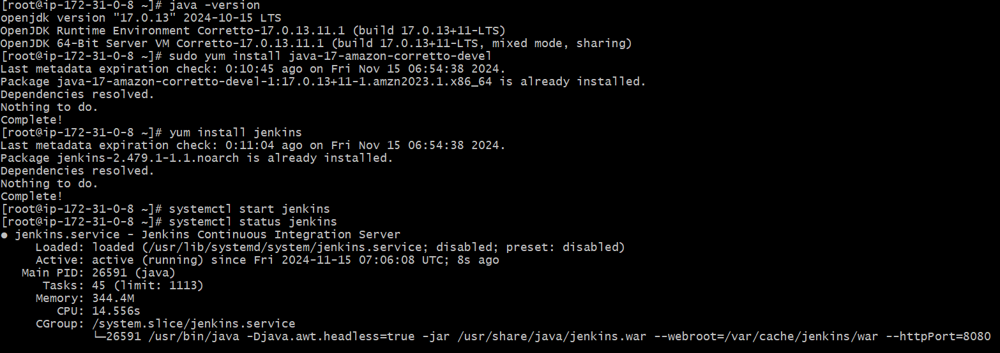 [root@ip-172-31-0-8 ~]# java -version
openjdk version "17.0.13" 2024-10-15 LTS
OpenJDK Runtime Environment Corretto-17.0.13.11.1 (build 17.0.13+11-LTS)
OpenJDK 64-Bit Server VM Corretto-17.0.13.11.1 (build 17.0.13+11-LTS, mixed mode, sharing)
[root@ip-172-31-0-8 ~]# sudo yum install java-17-amazon-corretto-devel
Last metadata expiration check: 0:10:45 ago on Fri Nov 15 06:54:38 2024.
Package java-17-amazon-corretto-devel-1:17.0.13+11-1.amzn2023.1.x86_64 is already installed.
Dependencies resolved.
Nothing to do.
Complete!
[root@ip-172-31-0-8 ~]# yum install jenkins
Last metadata expiration check: 0:11:04 ago on Fri Nov 15 06:54:38 2024.
Package jenkins-2.479.1-1.1.noarch is already installed.
Dependencies resolved.
Nothing to do.
Complete!
[root@ip-172-31-0-8 ~]# systemctl start jenkins
[root@ip-172-31-0-8 ~]# systemctl status jenkins
● jenkins.service - Jenkins Continuous Integration Server
     Loaded: loaded (/usr/lib/systemd/system/jenkins.service; disabled; preset: disabled)
     Active: active (running) since Fri 2024-11-15 07:06:08 UTC; 8s ago
   Main PID: 26591 (java)
      Tasks: 45 (limit: 1113)
     Memory: 344.4M
        CPU: 14.556s
     CGroup: /system.slice/jenkins.service
             └─26591 /usr/bin/java -Djava.awt.headless=true -jar /usr/share/java/jenkins.war --webroot=/var/cache/jenkins/war --httpPort=8080